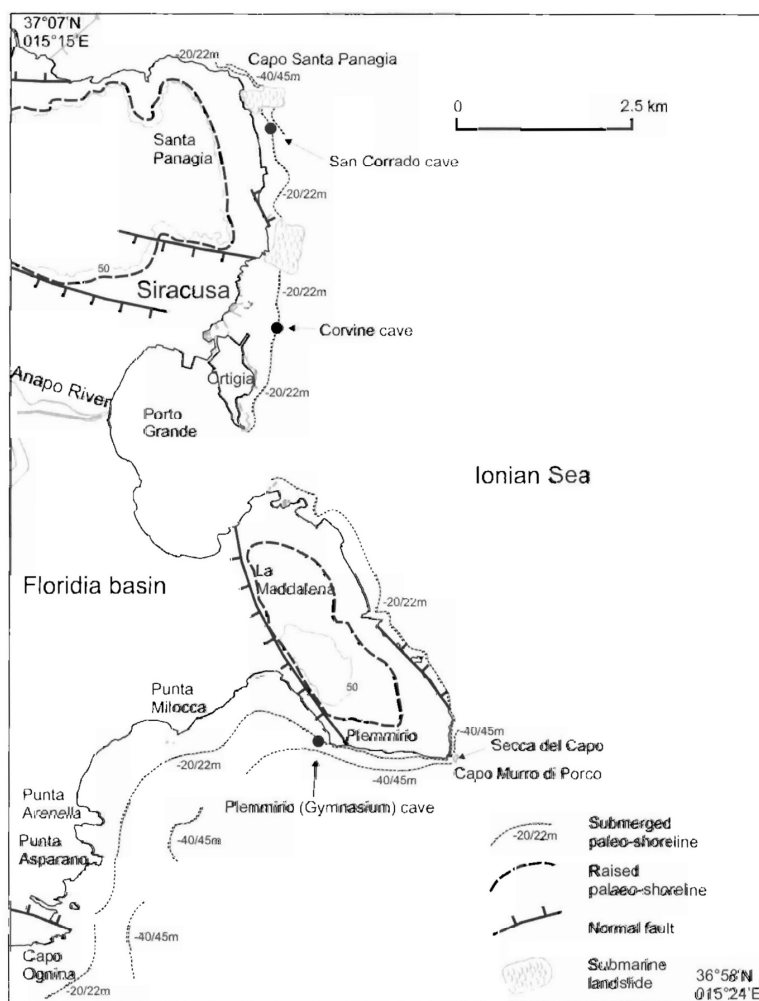 37°07'N
015°15'E
-20/22m
Capo Santa Panagia
-40/45m
0
2.5 km
Santa
Panagia
San Corrado cave
-20/22m
50
Siracusa
-20/22m
Corvine cave
Ortigia
-20/22m
Anapo River
Porto
Grande
Ionian Sea
La
Maddalena
Floridia basin
-20/22m
50
Punta
Milocca
Plemmirio
-40/45m
Secca del Capo
-20/22m
-40/45m
Capo Murro di Porco
Punta
Arenella
Plemmirio (Gymnasium) cave
-40/45m
Punta
Asparano
-20/22m
Submerged
paleo-shoreline
Raised
palaeo-shoreline
-40/45m
Normal fault
Capo
Ognina
-20/22m
Submarine
landslide
36°58'N
015°24'E